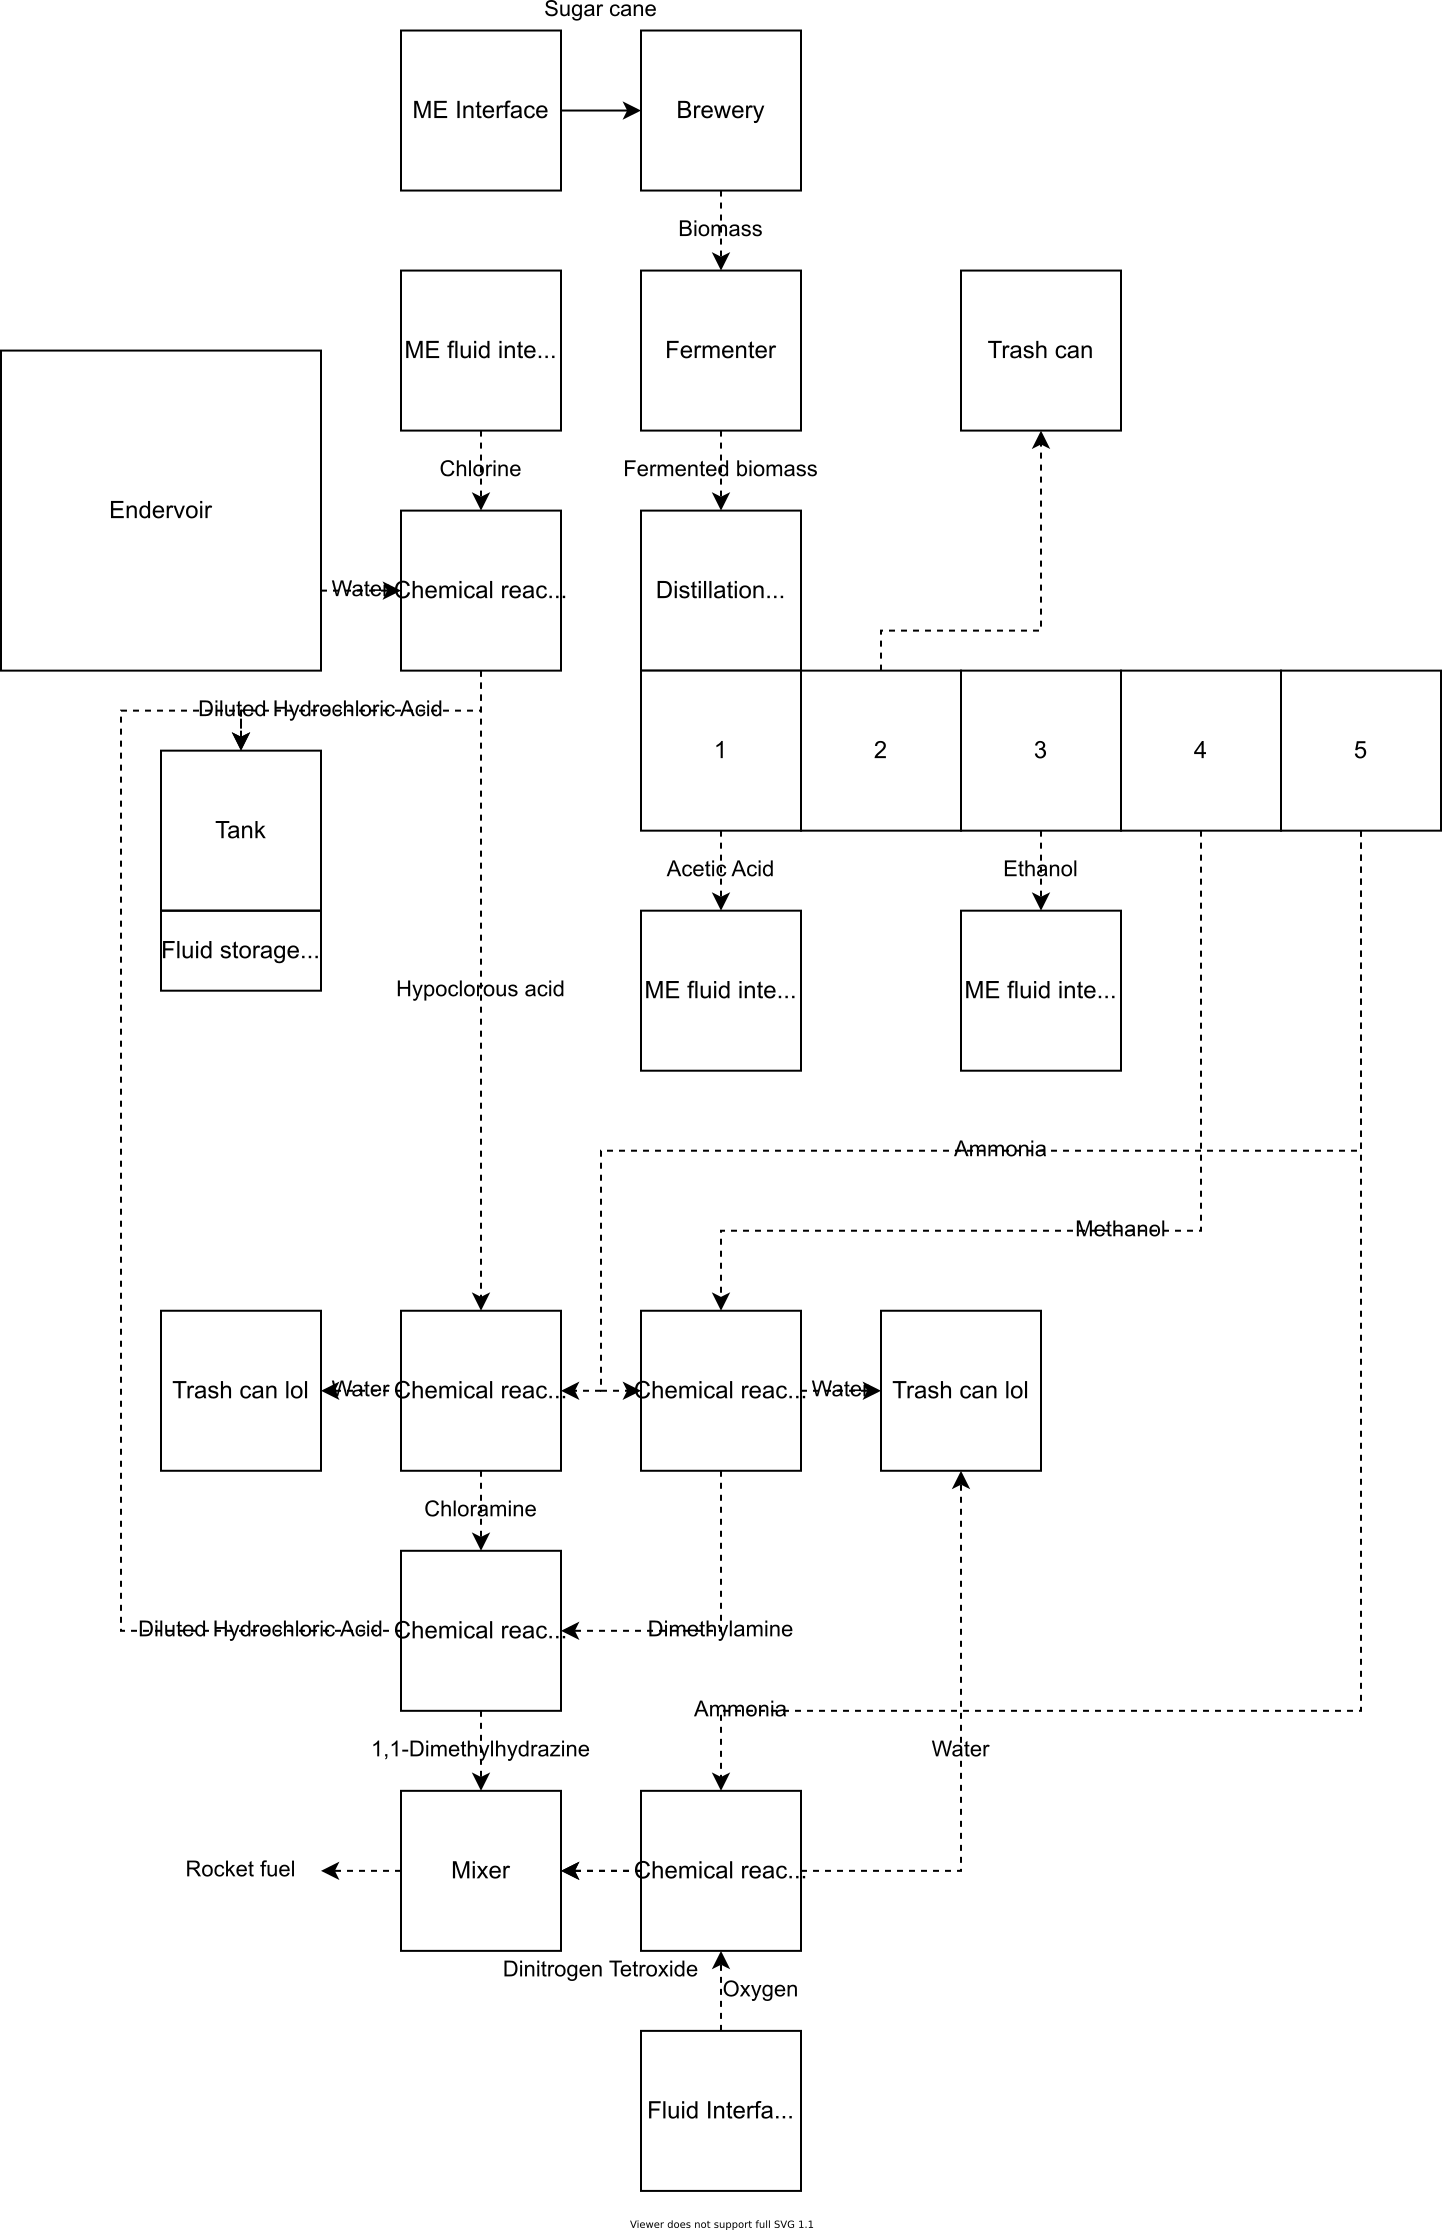 Sugar cane
ME Interface
Brewery
Biomass
ME fluid inte...
Fermenter
Trash can
Endervoir
Chlorine
Fermented biomass
Water
Chemical reac...
Distillation...
Diluted Hydrochloric Acid
1
2
3
4
5
Tank
Acetic Acid
Ethanol
Fluid storage...
Hypoclorous acid
ME fluid inte...
ME fluid inte...
Ammonia
Methanol
Trash can lol
Water
Chemical reac...
Chemical reac...
Water
Trash can lol
Chloramine
Diluted Hydrochloric Acid
Chemical reac...
Dimethylamine
Ammonia
1,1-Dimethylhydrazine
Water
Rocket fuel
Mixer
Chemical reac...
Dinitrogen Tetroxide
Oxygen
Fluid Interfa...
Viewer does not support full SVG 1.1